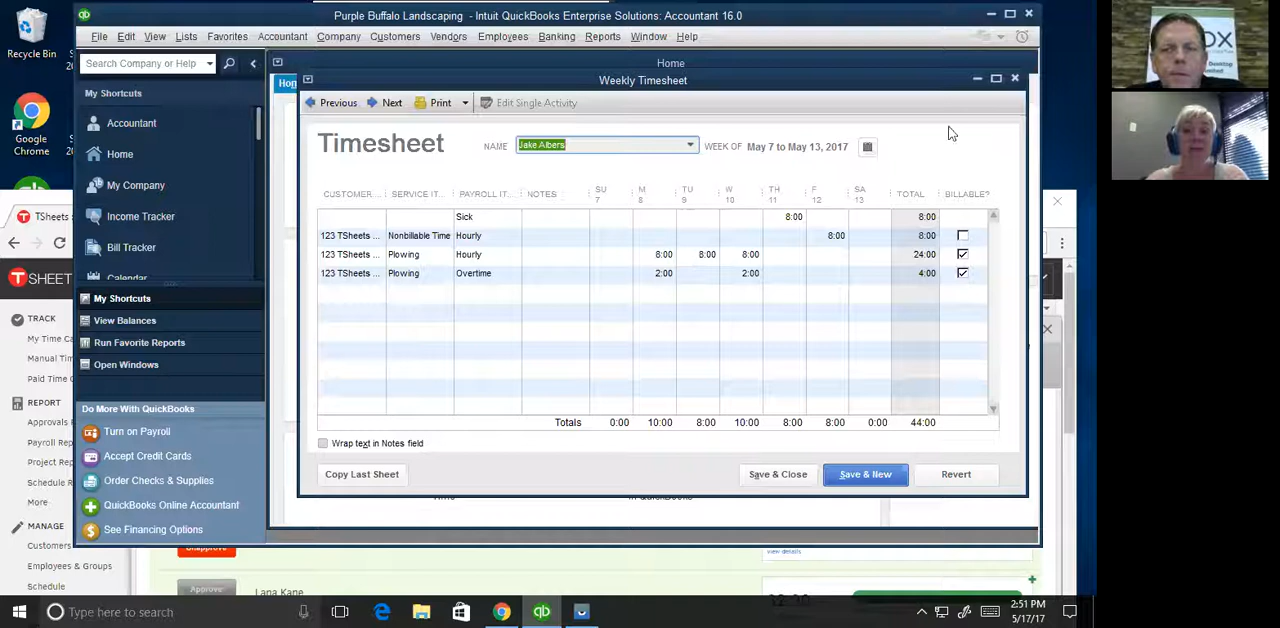 Purple Buffalo Landscaping - Intuit QuickBooks Enterprise Solutions: Accountant 16.0
File Edit View Lists Favorites Accountant Company Customers Vendors Employees Banking Reports Window Help
Recycle Bin
Google
Chrome
Search Company or Help
My Shortcuts
Accountant
Home
My Company
Income Tracker
Bill Tracker
Calendar
My Shortcuts
View Balances
Run Favorite Reports
Open Windows
Do More With QuickBooks
Turn on Payroll
Accept Credit Cards
Order Checks & Supplies
QuickBooks Online Accountant
See Financing Options
Home
Weekly Timesheet
Previous Next Print Edit Single Activity
Timesheet NAME Jake Albers WEEK OF May 7 to May 13, 2017
CUSTOMER... SERVICE IT... PAYROLL IT... NOTES SU 7 M 8 TU 9 W 10 TH 11 F 12 SA 13 TOTAL BILLABLE?
Sick 8:00 8:00
123 TSheets ... Nonbillable Time Hourly 8:00 8:00
123 TSheets ... Plowing Hourly 8:00 8:00 8:00 24:00
123 TSheets ... Plowing Overtime 2:00 2:00 4:00
Totals 0:00 10:00 8:00 10:00 8:00 8:00 0:00 44:00
Wrap text in Notes field
Copy Last Sheet Save & Close Save & New Revert
TSheets
TSHEET
TRACK
My Time Ca
Manual Tim
Paid Time O
REPORT
Approvals
Payroll Rep
Project Rep
Schedule R
More
MANAGE
Customers
Employees & Groups
Schedule
view details
Approve
Lana Kane
OX
Desktop
Type here to search
2:51 PM
5/17/17